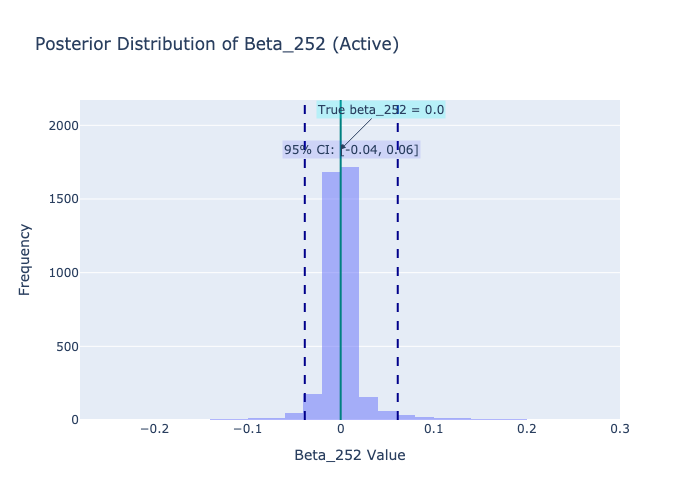 Posterior Distribution of Beta_252 (Active)
True beta_252 = 0.0
95% CI: [-0.04, 0.06]
2000
1500
1000
500
0
Frequency
−0.2 −0.1 0 0.1 0.2 0.3
Beta_252 Value